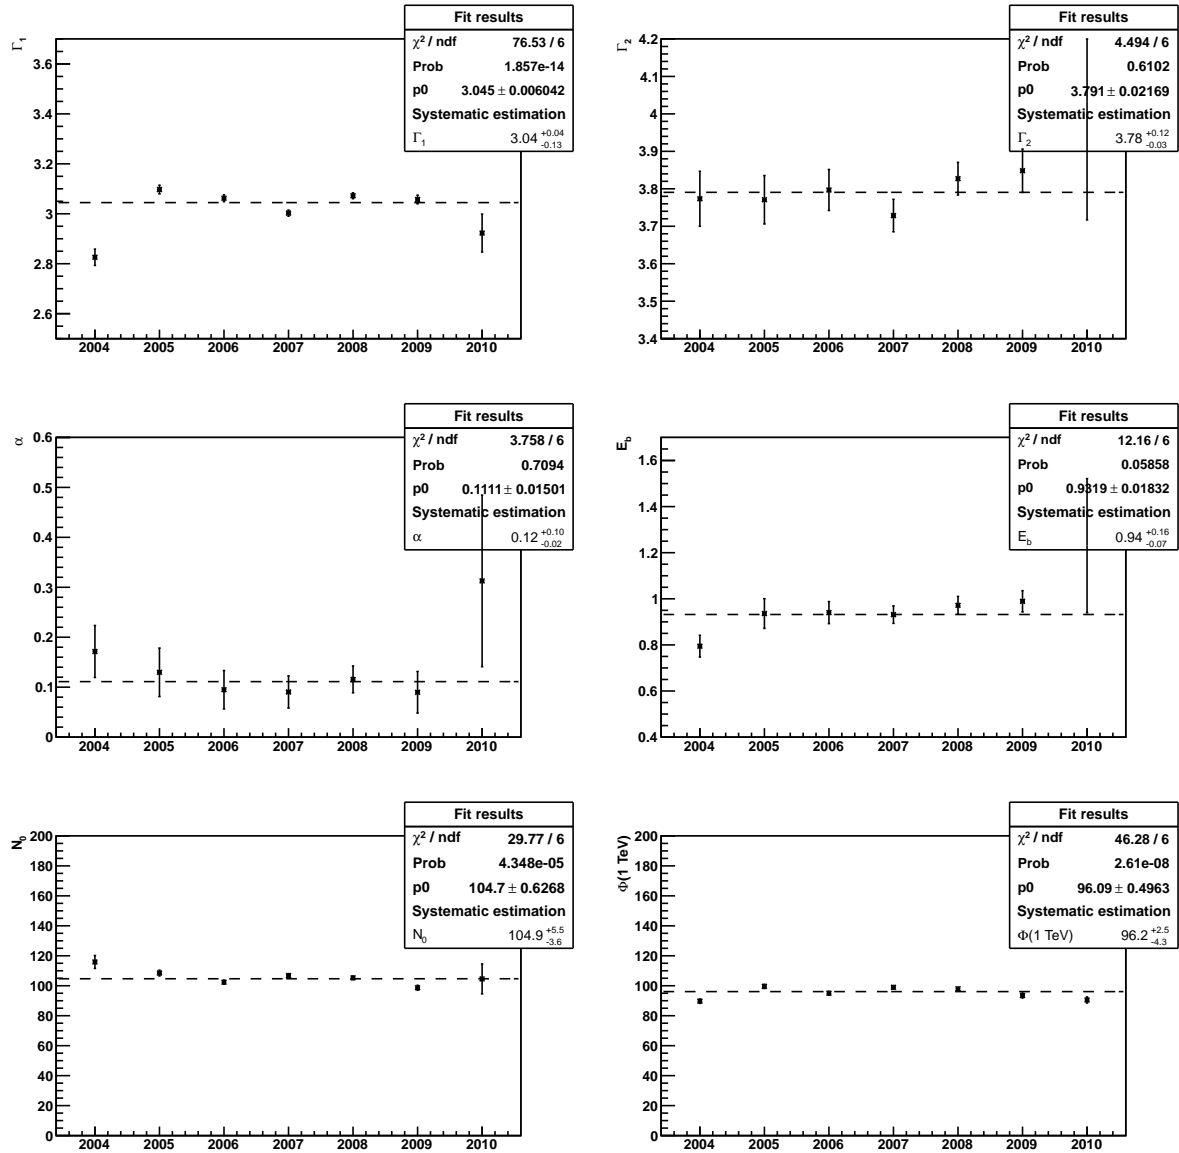 Γ₁
Fit results
χ² / ndf 76.53 / 6
Prob 1.857e-14
p0 3.045 ± 0.006042
Systematic estimation
Γ₁ 3.04 +0.04 -0.13
3.6
3.4
3.2
3
2.8
2.6
2004 2005 2006 2007 2008 2009 2010
Γ₂
Fit results
χ² / ndf 4.494 / 6
Prob 0.6102
p0 3.791 ± 0.02169
Systematic estimation
Γ₂ 3.78 +0.12 -0.03
4.2
4.1
4
3.9
3.8
3.7
3.6
3.5
3.4
2004 2005 2006 2007 2008 2009 2010
α
Fit results
χ² / ndf 3.758 / 6
Prob 0.7094
p0 0.1111 ± 0.01501
Systematic estimation
α 0.12 +0.10 -0.02
0.6
0.5
0.4
0.3
0.2
0.1
0
2004 2005 2006 2007 2008 2009 2010
E_b
Fit results
χ² / ndf 12.16 / 6
Prob 0.05858
p0 0.9319 ± 0.01832
Systematic estimation
E_b 0.94 +0.16 -0.07
1.6
1.4
1.2
1
0.8
0.6
0.4
2004 2005 2006 2007 2008 2009 2010
N₀
Fit results
χ² / ndf 29.77 / 6
Prob 4.348e-05
p0 104.7 ± 0.6268
Systematic estimation
N₀ 104.9 +5.5 -3.6
200
180
160
140
120
100
80
60
40
20
0
2004 2005 2006 2007 2008 2009 2010
Φ(1 TeV)
Fit results
χ² / ndf 46.28 / 6
Prob 2.61e-08
p0 96.09 ± 0.4963
Systematic estimation
Φ(1 TeV) 96.2 +2.5 -4.3
200
180
160
140
120
100
80
60
40
20
0
2004 2005 2006 2007 2008 2009 2010